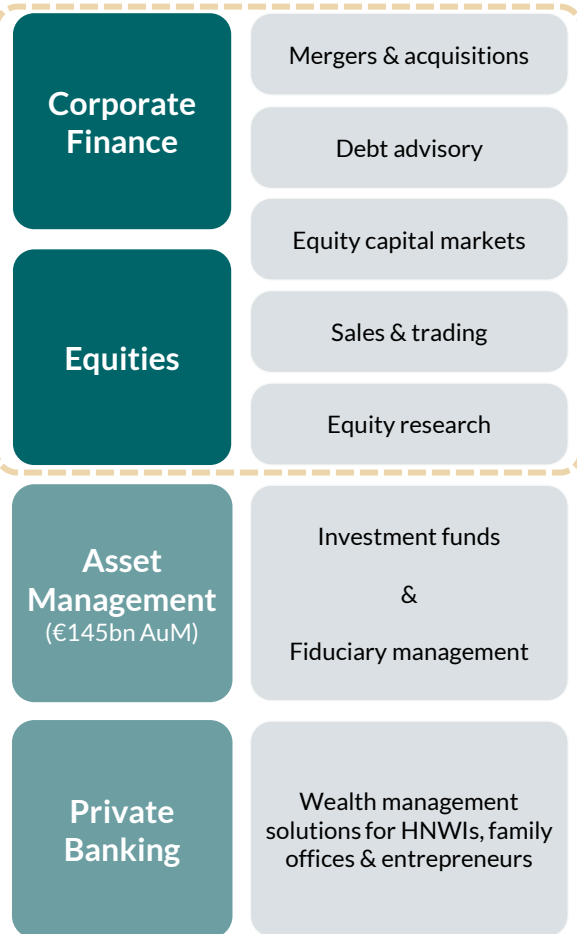 Corporate
Finance
Mergers & acquisitions
Debt advisory
Equity capital markets
Equities
Sales & trading
Equity research
Asset
Management
(€145bn AuM)
Investment funds
&
Fiduciary management
Private
Banking
Wealth management
solutions for HNWIs, family
offices & entrepreneurs